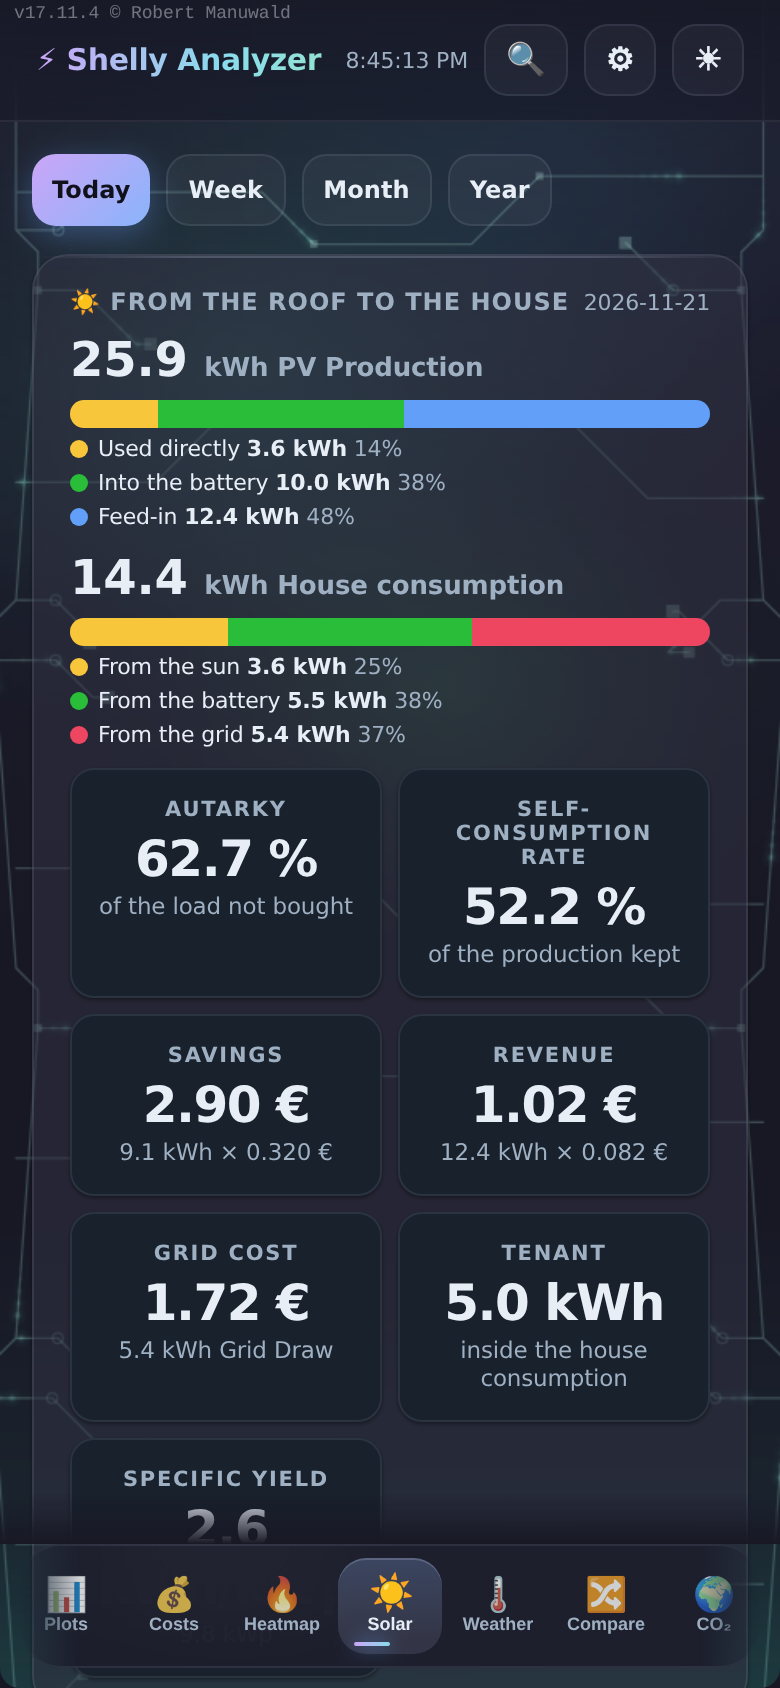 v17.11.4 © Robert Manuwald
⚡ Shelly Analyzer 8:45:13 PM
Today Week Month Year
FROM THE ROOF TO THE HOUSE 2026-11-21
25.9 kWh PV Production
Used directly 3.6 kWh 14%
Into the battery 10.0 kWh 38%
Feed-in 12.4 kWh 48%
14.4 kWh House consumption
From the sun 3.6 kWh 25%
From the battery 5.5 kWh 38%
From the grid 5.4 kWh 37%
AUTARKY
62.7 %
of the load not bought
SELF-
CONSUMPTION
RATE
52.2 %
of the production kept
SAVINGS
2.90 €
9.1 kWh × 0.320 €
REVENUE
1.02 €
12.4 kWh × 0.082 €
GRID COST
1.72 €
5.4 kWh Grid Draw
TENANT
5.0 kWh
inside the house
consumption
SPECIFIC YIELD
2.6
Plots Costs Heatmap Solar Weather Compare CO₂